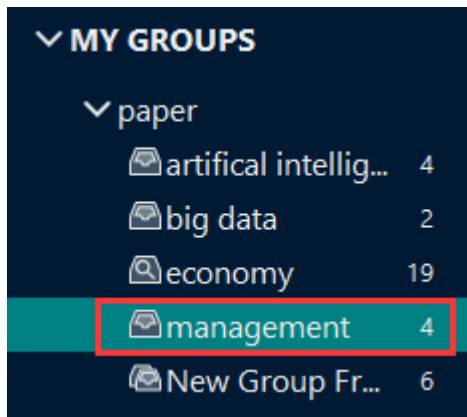 MY GROUPS
paper
artifical intellig... 4
big data 2
economy 19
management 4
New Group Fr... 6